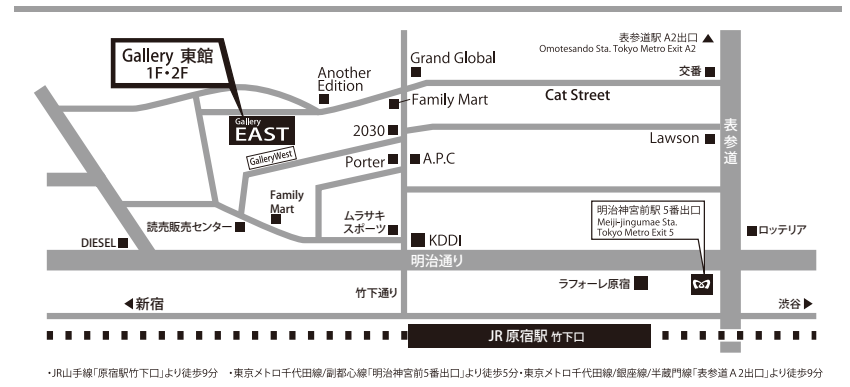 表参道駅 A2出口 ▲
Omotesando Sta. Tokyo Metro Exit A2
Gallery 東館
1F・2F
Grand Global
交番
Another
Edition
Family Mart
Cat Street
Gallery
EAST
2030
Lawson
表参道
GalleryWest
Porter
A.P.C
Family
Mart
ムラサキ
スポーツ
明治神宮前駅 5番出口
Meiji-jingumae Sta.
Tokyo Metro Exit 5
読売販売センター
DIESEL
KDDI
ロッテリア
明治通り
竹下通り
ラフォーレ原宿
◀新宿
渋谷▶
JR 原宿駅 竹下口
・JR山手線「原宿駅竹下口」より徒歩9分 ・東京メトロ千代田線/副都心線「明治神宮前5番出口」より徒歩5分・東京メトロ千代田線/銀座線/半蔵門線「表参道A2出口」より徒歩9分